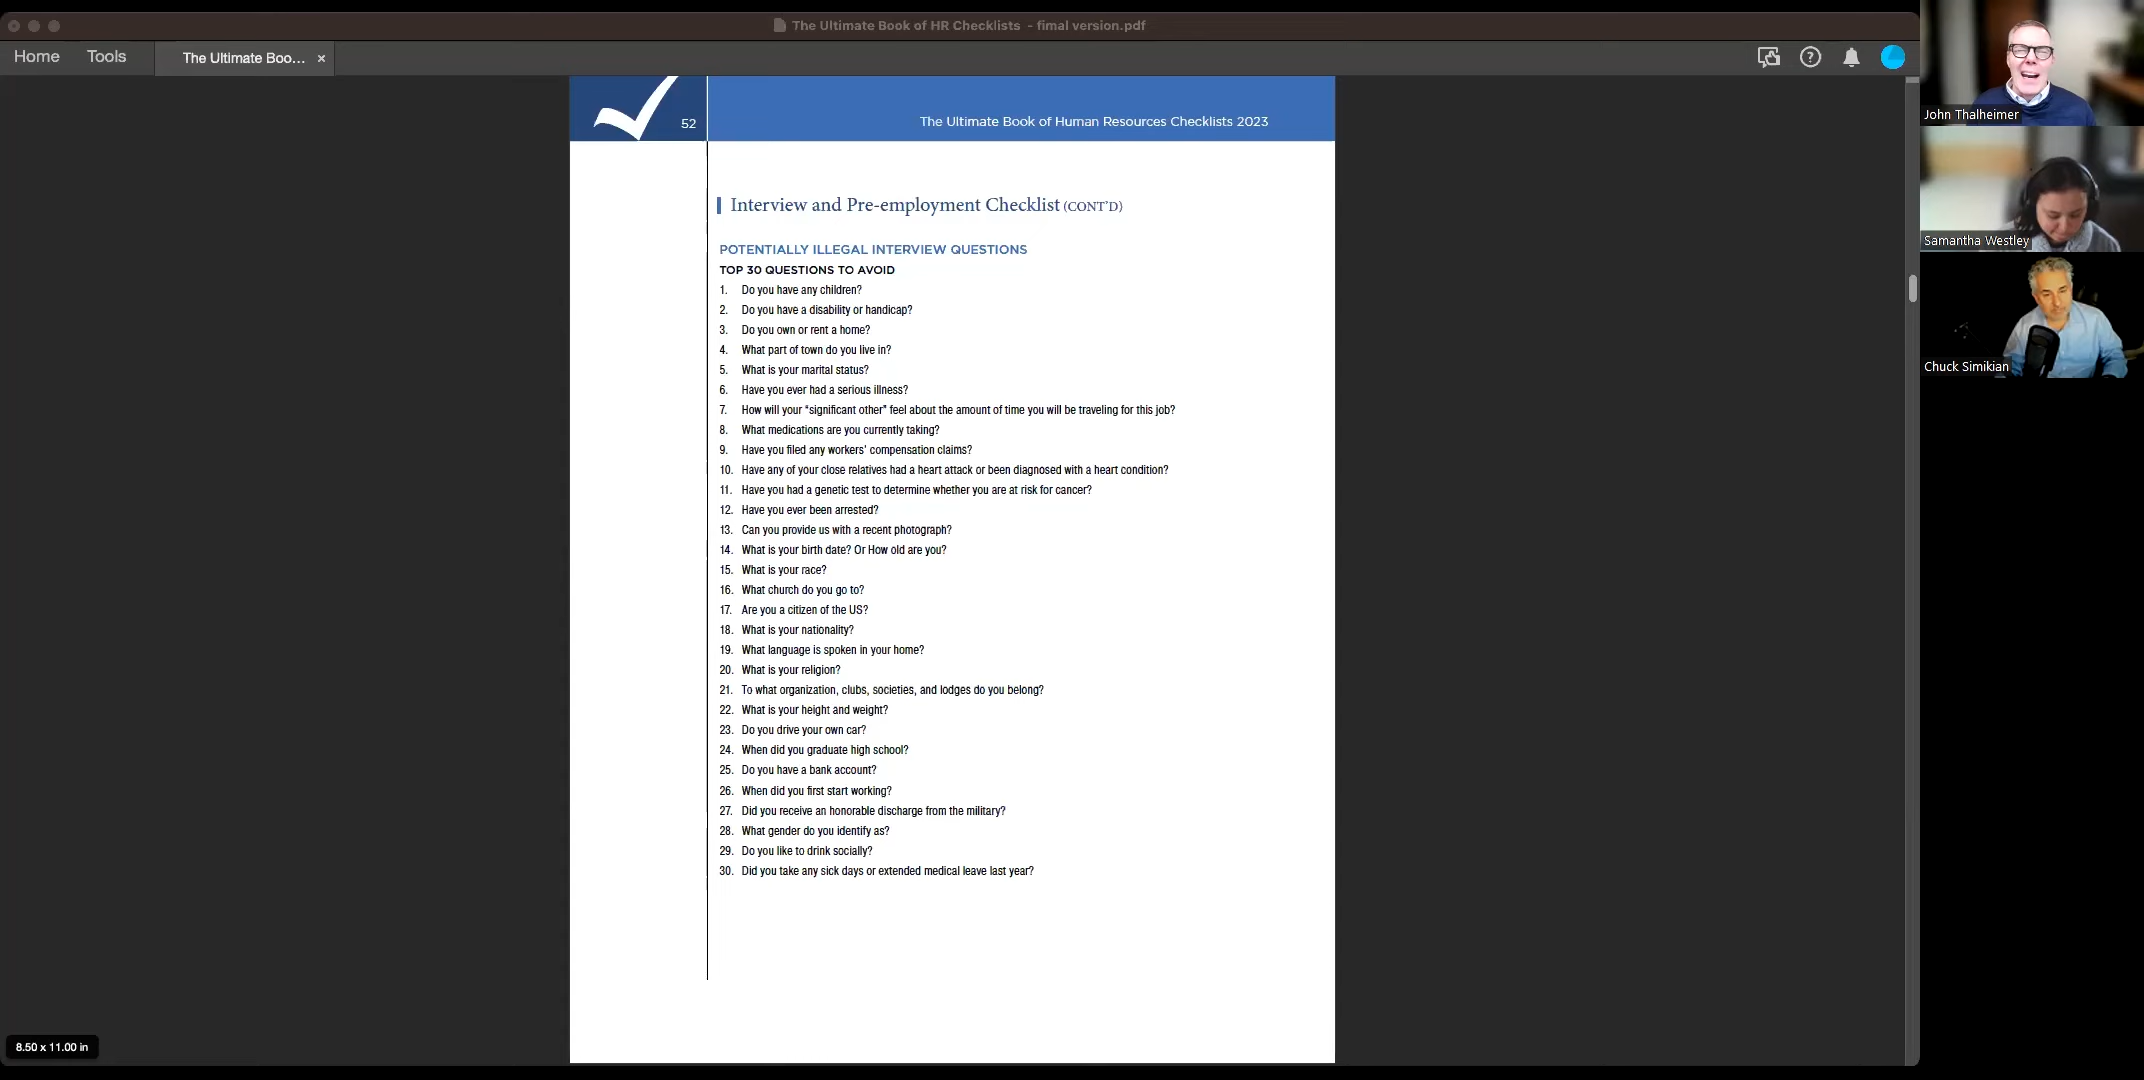 The Ultimate Book of HR Checklists - fimal version.pdf
Home Tools The Ultimate Boo... ×
52
The Ultimate Book of Human Resources Checklists 2023
Interview and Pre-employment Checklist (CONT'D)
POTENTIALLY ILLEGAL INTERVIEW QUESTIONS
TOP 30 QUESTIONS TO AVOID
1. Do you have any children?
2. Do you have a disability or handicap?
3. Do you own or rent a home?
4. What part of town do you live in?
5. What is your marital status?
6. Have you ever had a serious illness?
7. How will your "significant other" feel about the amount of time you will be traveling for this job?
8. What medications are you currently taking?
9. Have you filed any workers' compensation claims?
10. Have any of your close relatives had a heart attack or been diagnosed with a heart condition?
11. Have you had a genetic test to determine whether you are at risk for cancer?
12. Have you ever been arrested?
13. Can you provide us with a recent photograph?
14. What is your birth date? Or How old are you?
15. What is your race?
16. What church do you go to?
17. Are you a citizen of the US?
18. What is your nationality?
19. What language is spoken in your home?
20. What is your religion?
21. To what organization, clubs, societies, and lodges do you belong?
22. What is your height and weight?
23. Do you drive your own car?
24. When did you graduate high school?
25. Do you have a bank account?
26. When did you first start working?
27. Did you receive an honorable discharge from the military?
28. What gender do you identify as?
29. Do you like to drink socially?
30. Did you take any sick days or extended medical leave last year?
8.50 x 11.00 in
John Thalheimer
Samantha Westley
Chuck Simikian